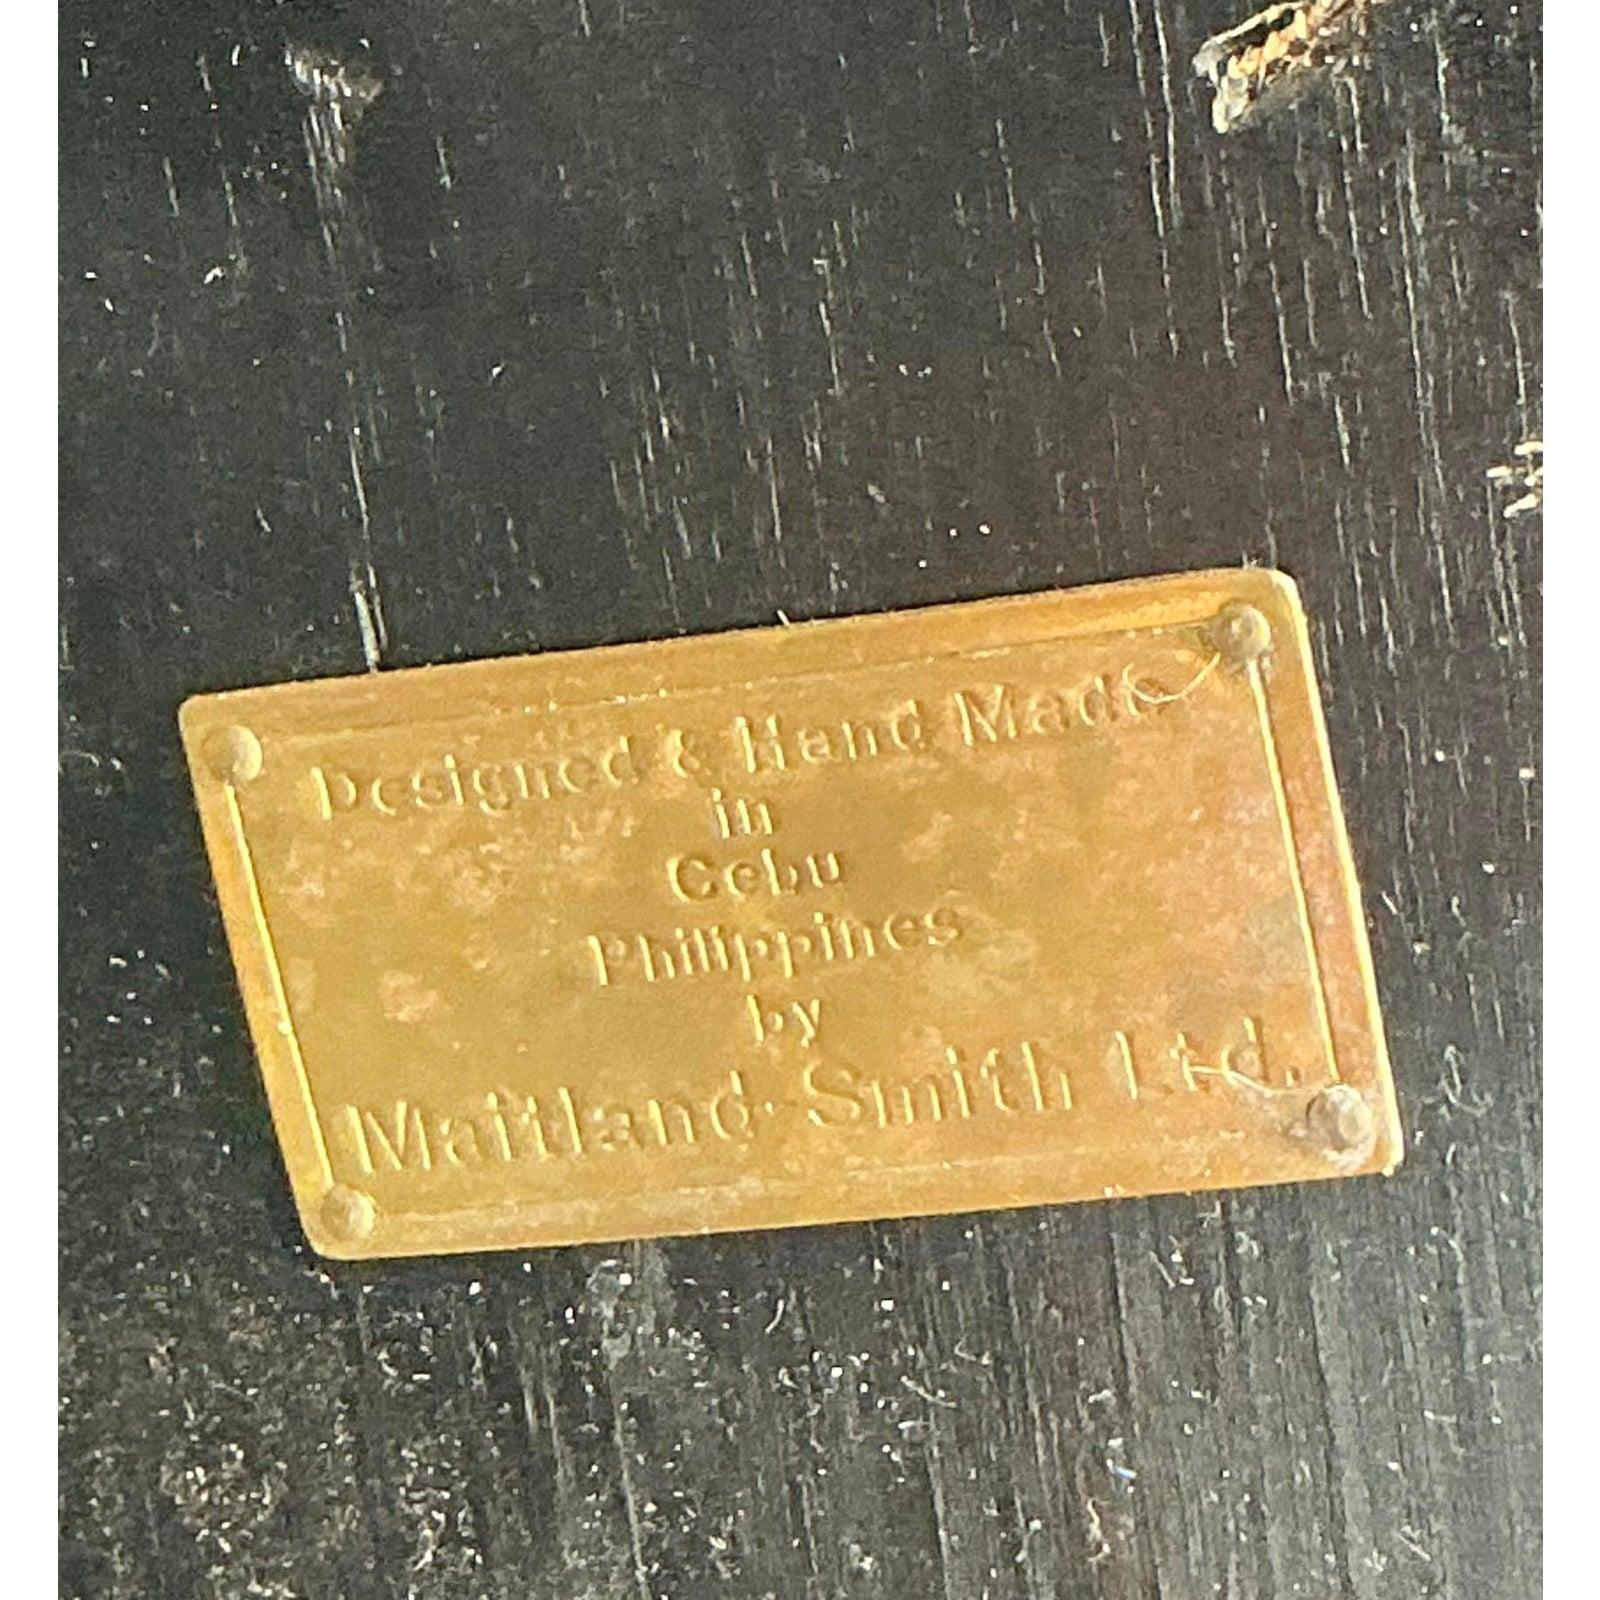 Designed & Hand Made
in
Cebu
Philippines
by
Maitland-Smith Ltd.